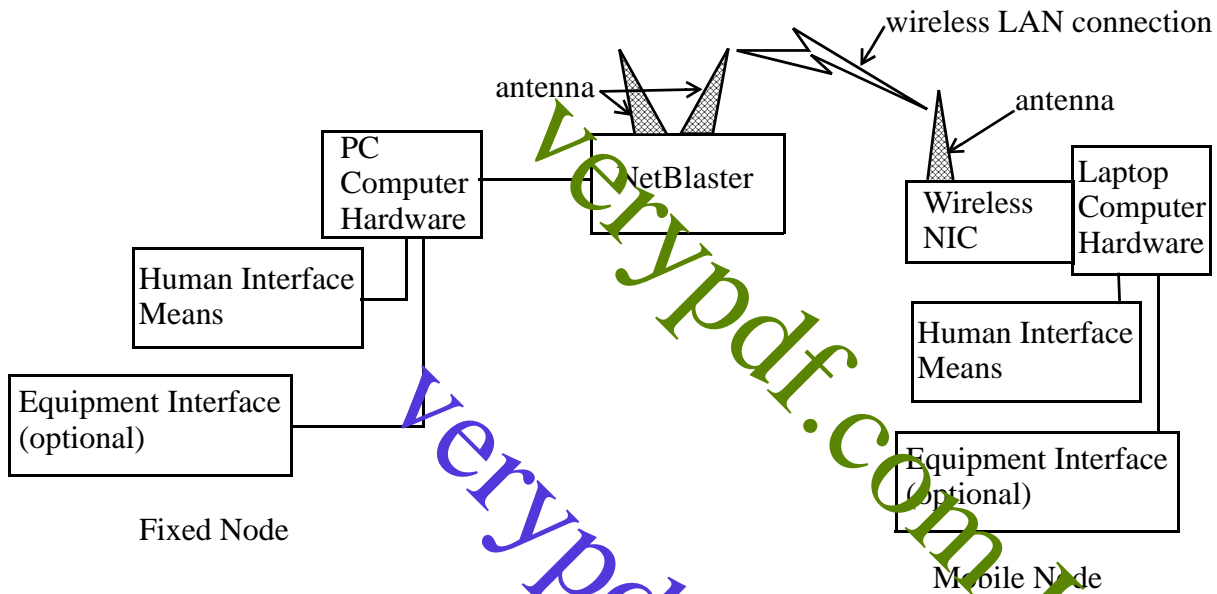 wireless LAN connection
antenna
antenna
PC
Computer
Hardware
NetBlaster
Wireless
NIC
Laptop
Computer
Hardware
Human Interface
Means
Human Interface
Means
Equipment Interface
(optional)
Equipment Interface
(optional)
Fixed Node
Mobile Node
verypdf.com
verypd